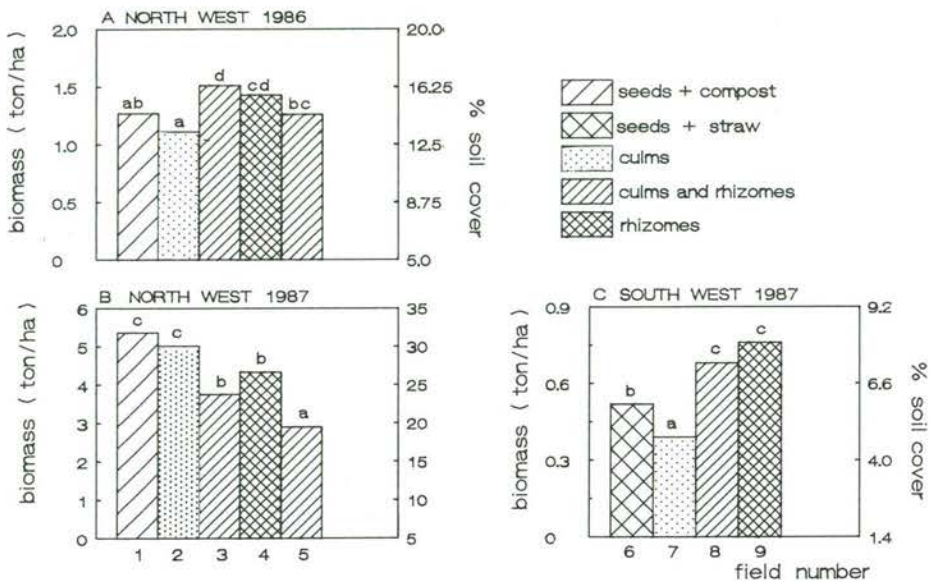 A NORTH WEST 1986
biomass (ton/ha)
2.0
1.5
1.0
0.5
0
ab a d cd bc
20.0
16.25
12.5
8.75
5.0
% soil cover
seeds + compost
seeds + straw
culms
culms and rhizomes
rhizomes
B NORTH WEST 1987
biomass (ton/ha)
6
5
4
3
2
1
0
c c b b a
35
30
25
20
15
10
5
1 2 3 4 5
C SOUTH WEST 1987
biomass (ton/ha)
0.9
0.6
0.3
0
b a c c
9.2
6.6
4.0
1.4
% soil cover
6 7 8 9
field number